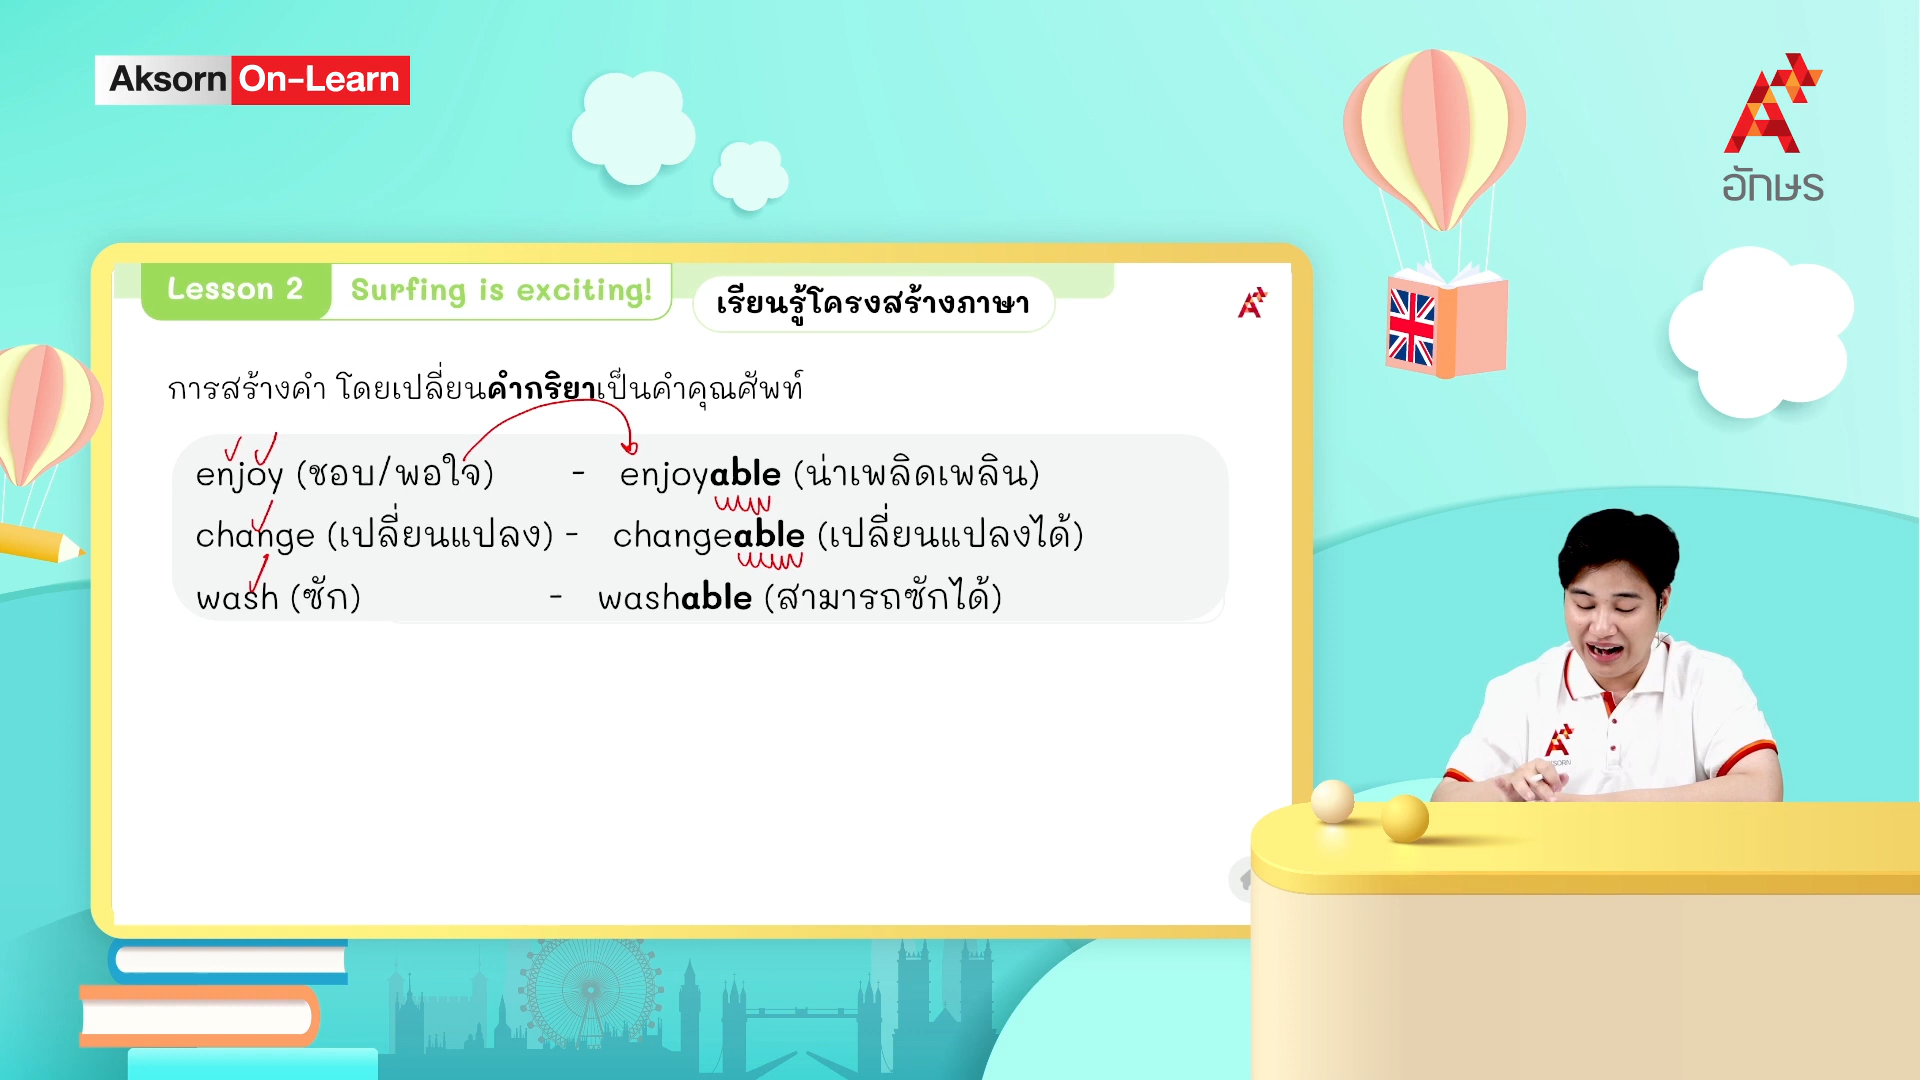 Aksorn On-Learn
อักษร
Lesson 2 Surfing is exciting! เรียนรู้โครงสร้างภาษา
การสร้างคำ โดยเปลี่ยนคำกริยาเป็นคำคุณศัพท์
enjoy (ชอบ/พอใจ) - enjoyable (น่าเพลิดเพลิน)
change (เปลี่ยนแปลง) - changeable (เปลี่ยนแปลงได้)
wash (ซัก) - washable (สามารถซักได้)